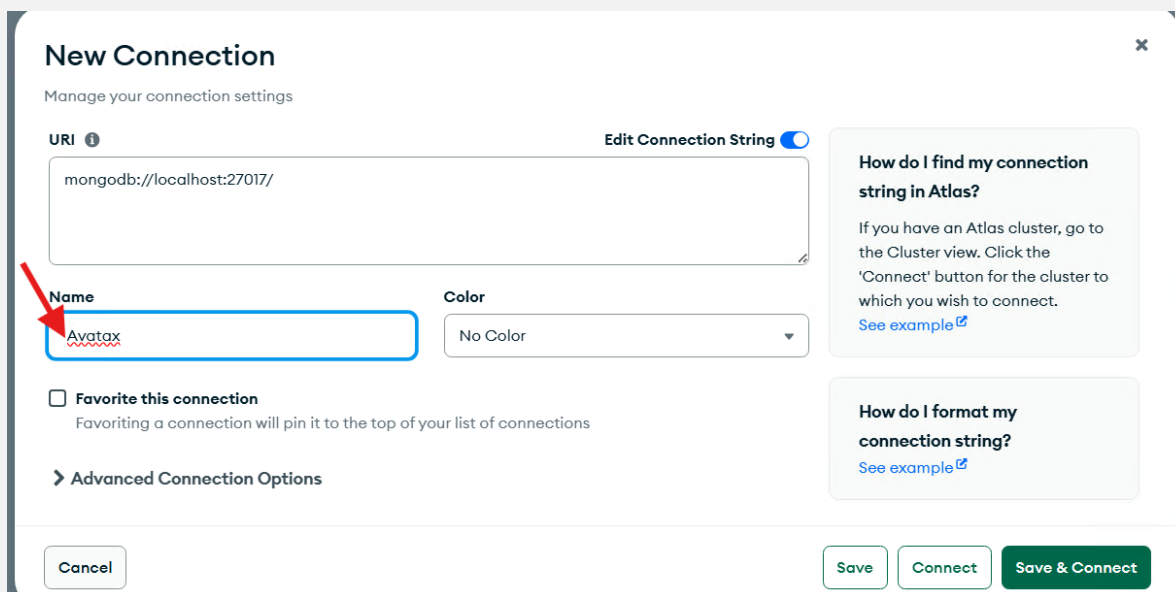 New Connection
Manage your connection settings
URI
Edit Connection String
mongodb://localhost:27017/
Name
Color
Avatax
No Color
Favorite this connection
Favoriting a connection will pin it to the top of your list of connections
Advanced Connection Options
How do I find my connection
string in Atlas?
If you have an Atlas cluster, go to
the Cluster view. Click the
'Connect' button for the cluster to
which you wish to connect.
See example
How do I format my
connection string?
See example
Cancel
Save
Connect
Save & Connect